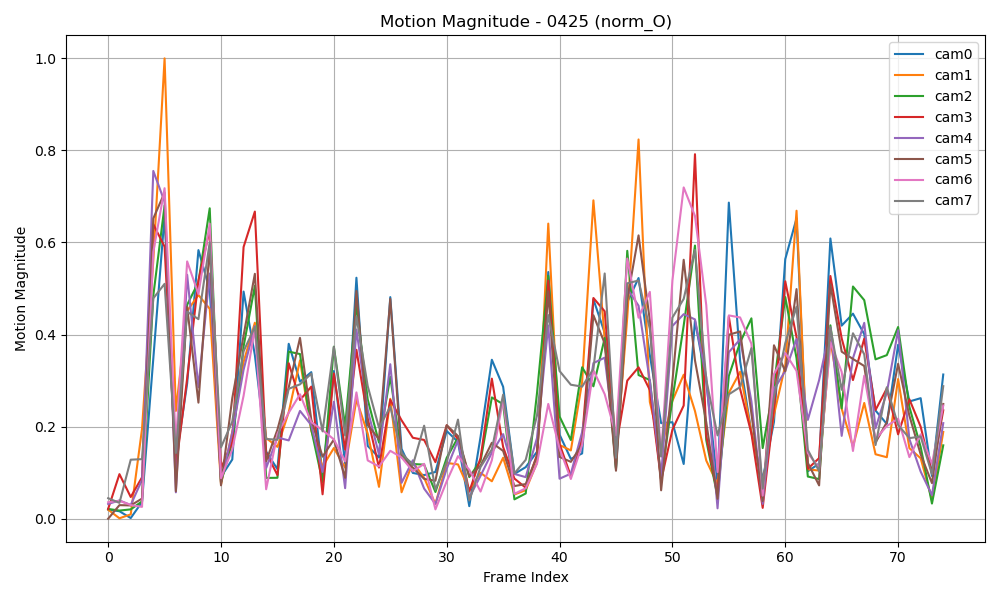 Motion Magnitude - 0425 (norm_O)
1.0
0.8
0.6
0.4
0.2
0.0
Motion Magnitude
0 10 20 30 40 50 60 70
Frame Index
cam0
cam1
cam2
cam3
cam4
cam5
cam6
cam7